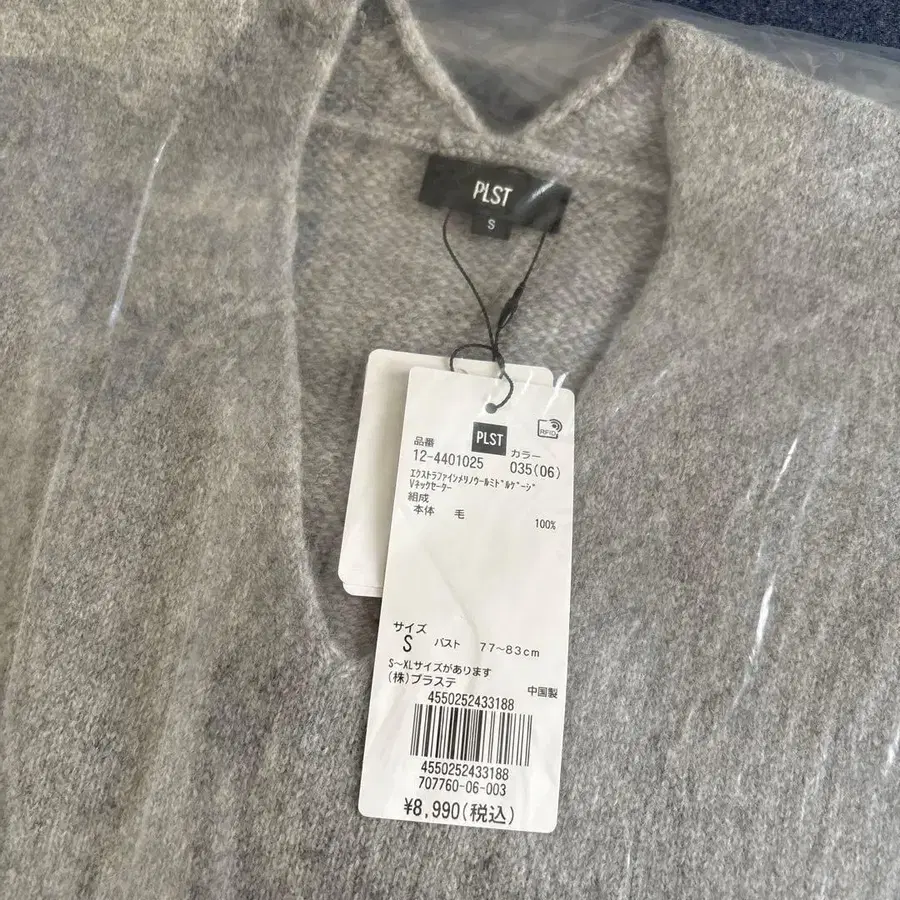 PLST
S
RFID
PLST
品番
カラー
12-4401025 035(06)
ｴｸｽﾄﾗﾌｧｲﾝﾒﾘﾉｳｰﾙﾐﾄﾞﾙｹﾞｰｼﾞ
Vﾈｯｸｾｰﾀｰ
組成
本体 毛 100%
サイズ
S バスト 77～83cm
S～XLサイズがあります
(株)プラステ 中国製
4550252433188
4550252433188
707760-06-003
¥8,990(税込)